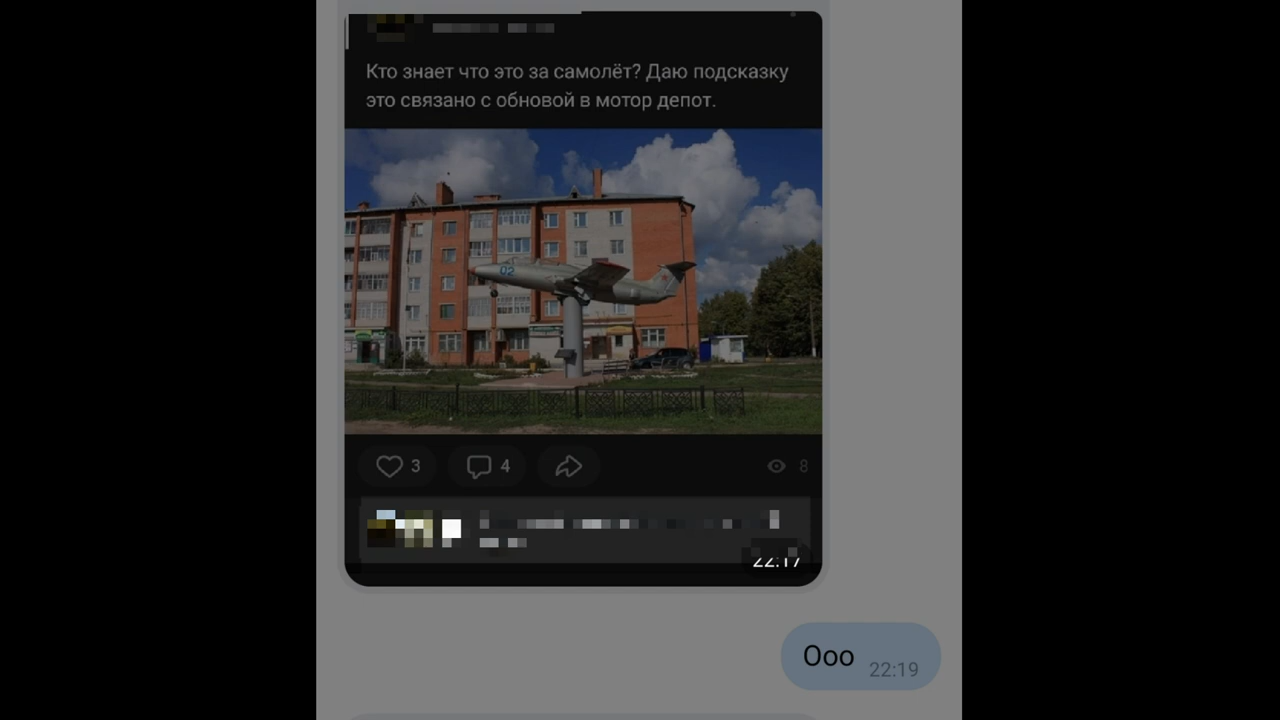 Кто знает что это за самолёт? Даю подсказку
это связано с обновой в мотор депот.
02
3
4
8
22:17
Ооо
22:19